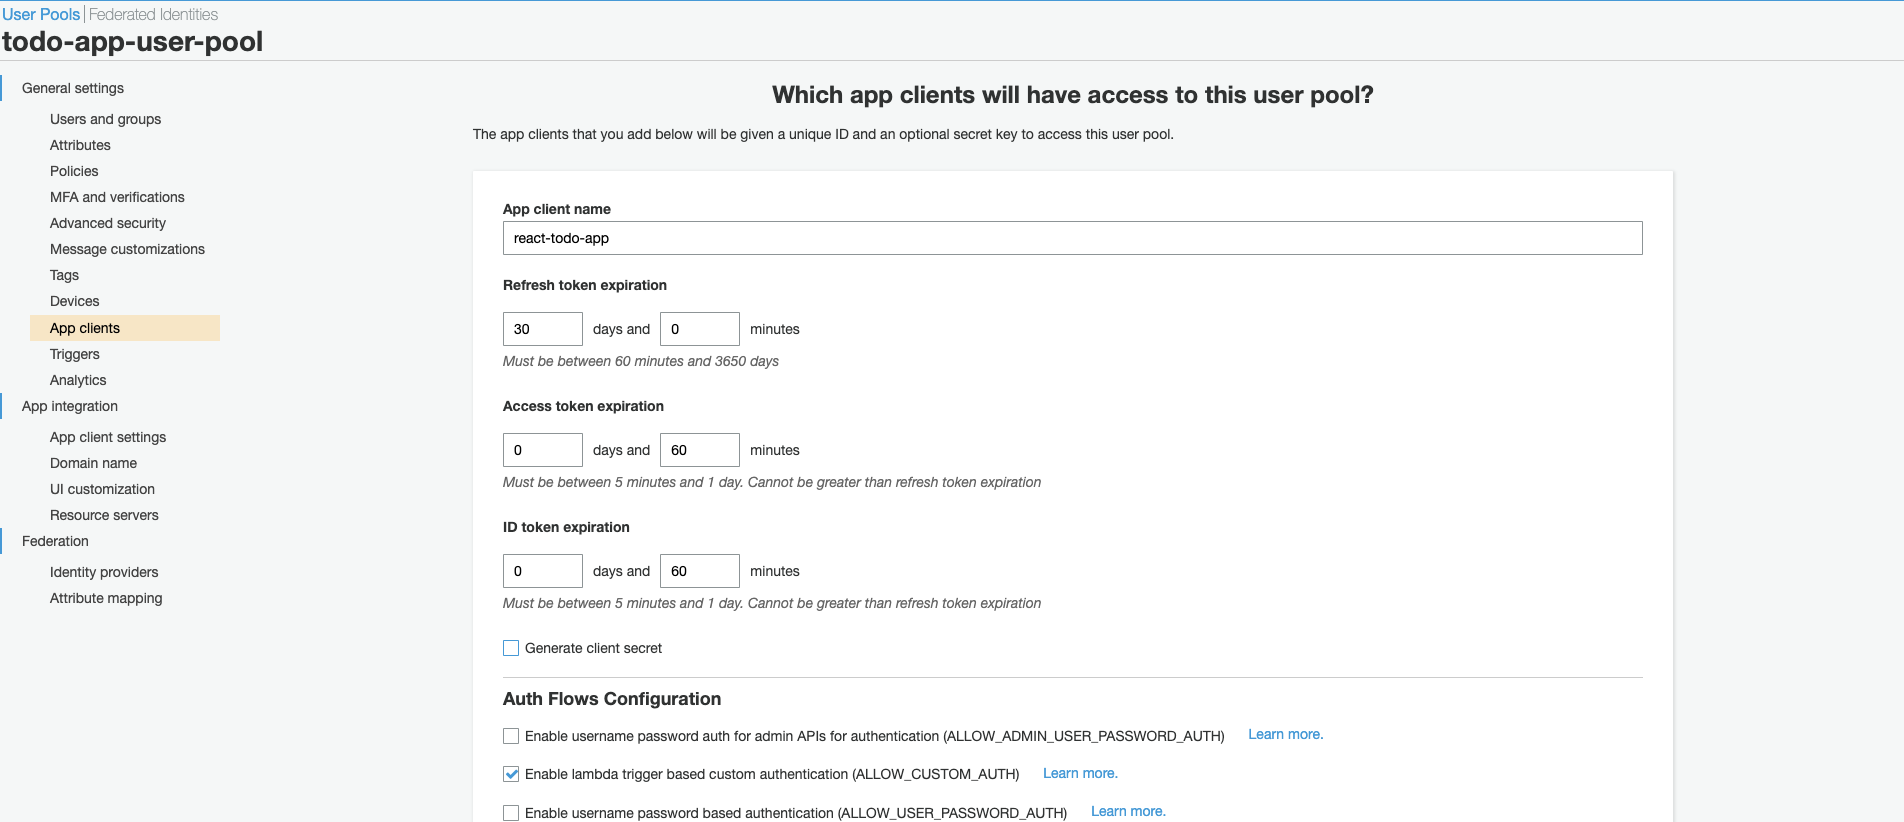 User Pools | Federated Identities
todo-app-user-pool
General settings
Users and groups
Attributes
Policies
MFA and verifications
Advanced security
Message customizations
Tags
Devices
App clients
Triggers
Analytics
App integration
App client settings
Domain name
UI customization
Resource servers
Federation
Identity providers
Attribute mapping
Which app clients will have access to this user pool?
The app clients that you add below will be given a unique ID and an optional secret key to access this user pool.
App client name
react-todo-app
Refresh token expiration
30 days and 0 minutes
Must be between 60 minutes and 3650 days
Access token expiration
0 days and 60 minutes
Must be between 5 minutes and 1 day. Cannot be greater than refresh token expiration
ID token expiration
0 days and 60 minutes
Must be between 5 minutes and 1 day. Cannot be greater than refresh token expiration
Generate client secret
Auth Flows Configuration
Enable username password auth for admin APIs for authentication (ALLOW_ADMIN_USER_PASSWORD_AUTH) Learn more.
Enable lambda trigger based custom authentication (ALLOW_CUSTOM_AUTH) Learn more.
Enable username password based authentication (ALLOW_USER_PASSWORD_AUTH) Learn more.